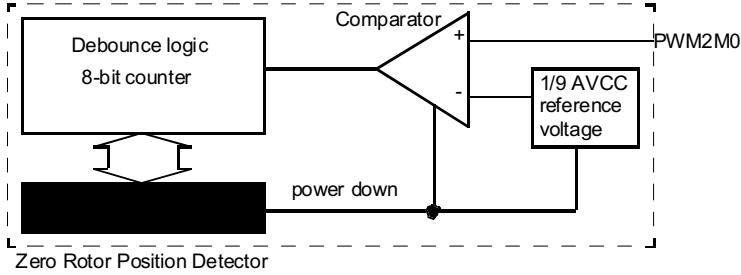 Comparator
Debounce logic
8-bit counter
+
PWM2M0
-
1/9 AVCC
reference
voltage
power down
Zero Rotor Position Detector